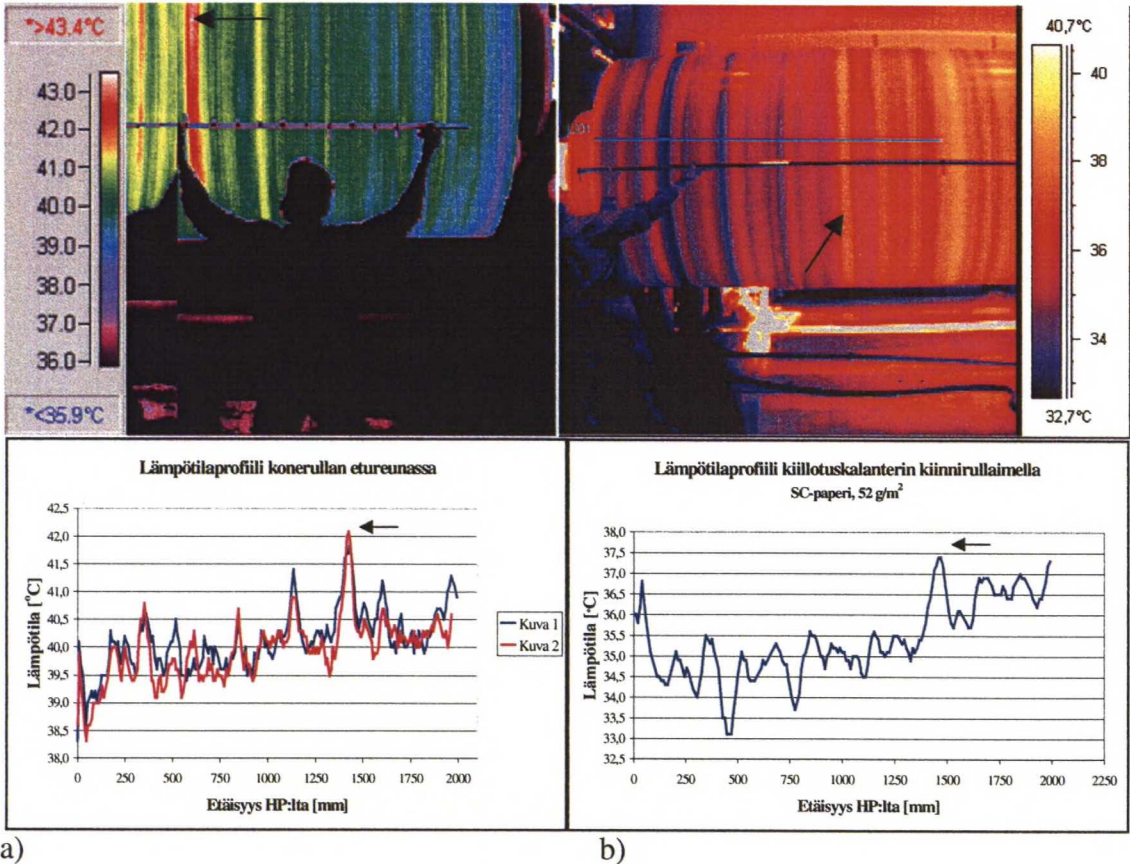 *>43.4°C
43.0
42.0
41.0
40.0
39.0
38.0
37.0
36.0
*<35.9°C
40,7°C
40
38
36
34
32,7°C
Lämpötilaprofiili konerullan etureunassa
42,5
42,0
41,5
41,0
40,5
40,0
39,5
39,0
38,5
38,0
Lämpötila [°C]
0 250 500 750 1000 1250 1500 1750 2000
Etäisyys HP:lta [mm]
Kuva 1
Kuva 2
Lämpötilaprofiili kiillotuskalanterin kiinnirullaimella
SC-paperi, 52 g/m²
38,0
37,5
37,0
36,5
36,0
35,5
35,0
34,5
34,0
33,5
33,0
32,5
Lämpötila [°C]
0 250 500 750 1000 1250 1500 1750 2000 2250
Etäisyys HP:lta [mm]
a) b)